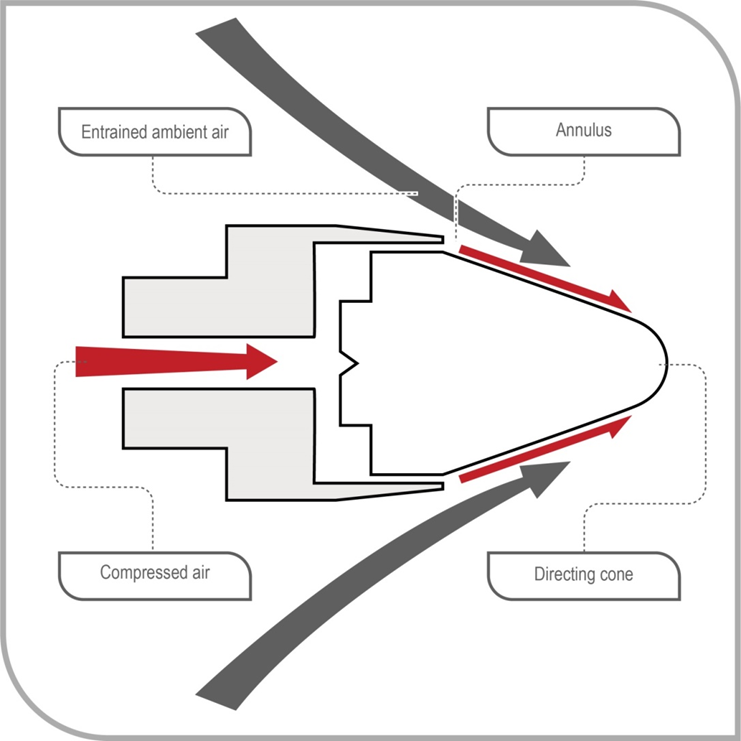 Entrained ambient air
Annulus
Compressed air
Directing cone